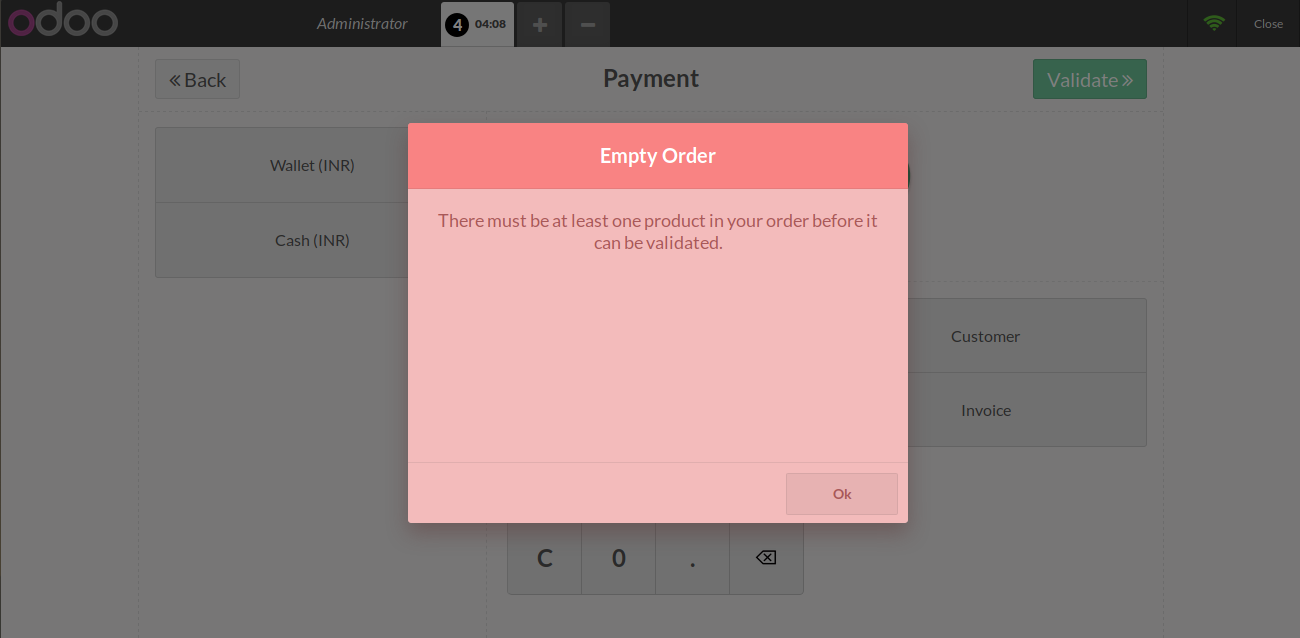 odoo
Administrator
4 04:08
Close
Back
Payment
Validate
Empty Order
Wallet (INR)
There must be at least one product in your order before it
can be validated.
Cash (INR)
Customer
Invoice
Ok
C 0 .